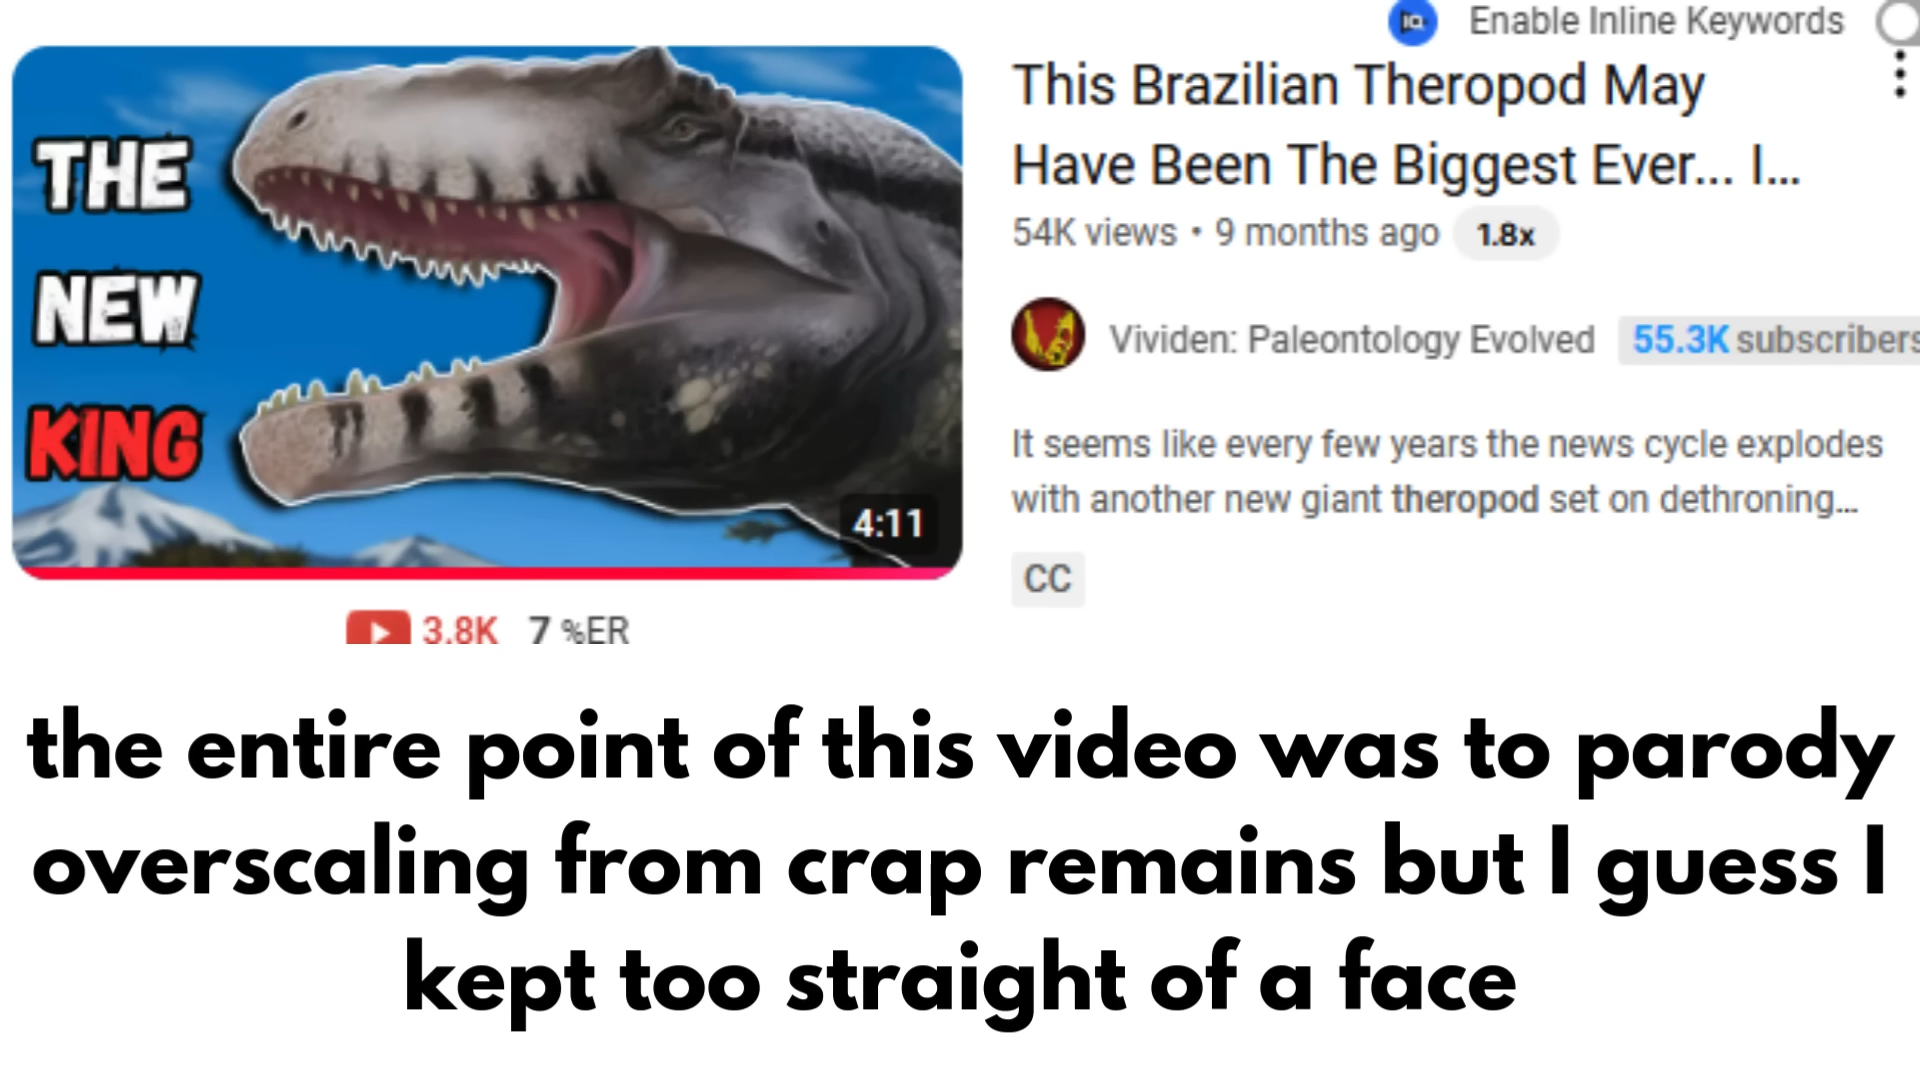 Enable Inline Keywords
THE
NEW
KING
4:11
3.8K 7 %ER
This Brazilian Theropod May
Have Been The Biggest Ever... I...
54K views • 9 months ago 1.8x
Vividen: Paleontology Evolved 55.3K subscribers
It seems like every few years the news cycle explodes
with another new giant theropod set on dethroning...
CC
the entire point of this video was to parody
overscaling from crap remains but I guess I
kept too straight of a face